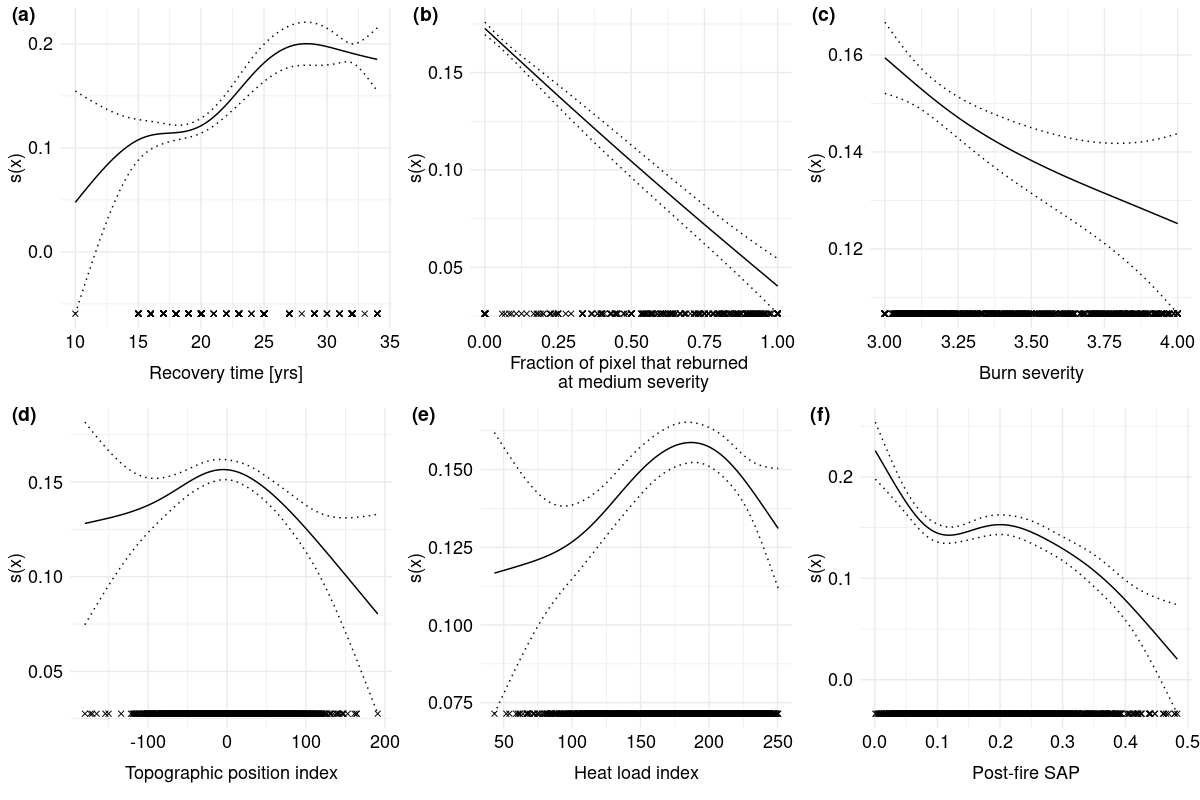 (a)
s(x)
0.2
0.1
0.0
10 15 20 25 30 35
Recovery time [yrs]
(b)
s(x)
0.15
0.10
0.05
0.00 0.25 0.50 0.75 1.00
Fraction of pixel that reburned
at medium severity
(c)
s(x)
0.16
0.14
0.12
3.00 3.25 3.50 3.75 4.00
Burn severity
(d)
s(x)
0.15
0.10
0.05
-100 0 100 200
Topographic position index
(e)
s(x)
0.150
0.125
0.100
0.075
50 100 150 200 250
Heat load index
(f)
s(x)
0.2
0.1
0.0
0.0 0.1 0.2 0.3 0.4 0.5
Post-fire SAP